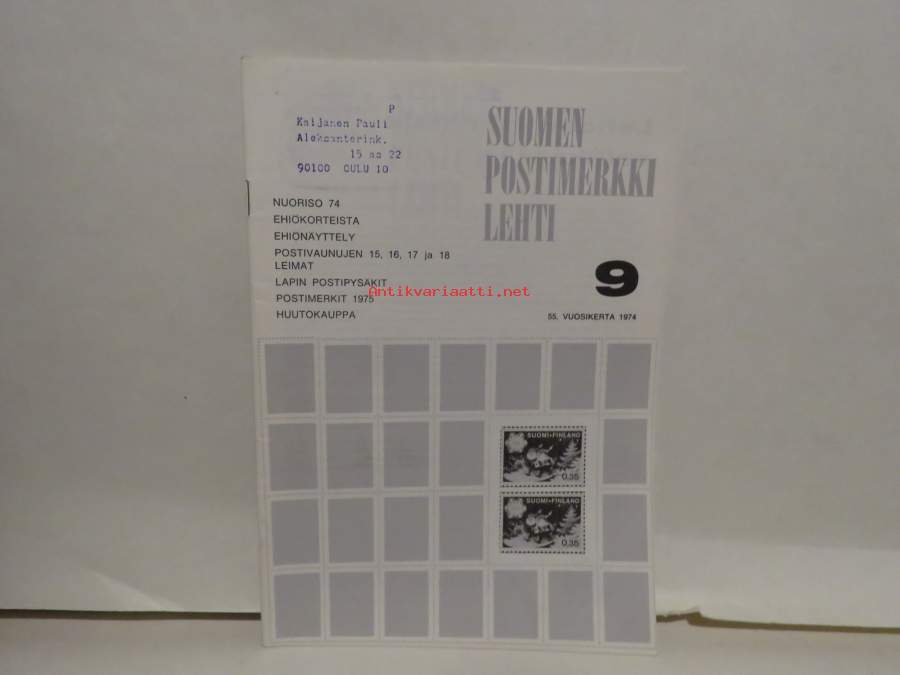 P
Kaijanen Pauli
Aleksanterink.
15 as 22
90100 OULU 10
SUOMEN
POSTIMERKKI
LEHTI
NUORISO 74
EHIÖKORTEISTA
EHIÖNÄYTTELY
POSTIVAUNUJEN 15, 16, 17 ja 18
LEIMAT
LAPIN POSTIPYSÄKIT
POSTIMERKIT 1975
HUUTOKAUPPA
Antikvariaatti.net
9
55. VUOSIKERTA 1974
SUOMI•FINLAND
0,35
SUOMI•FINLAND
0,35